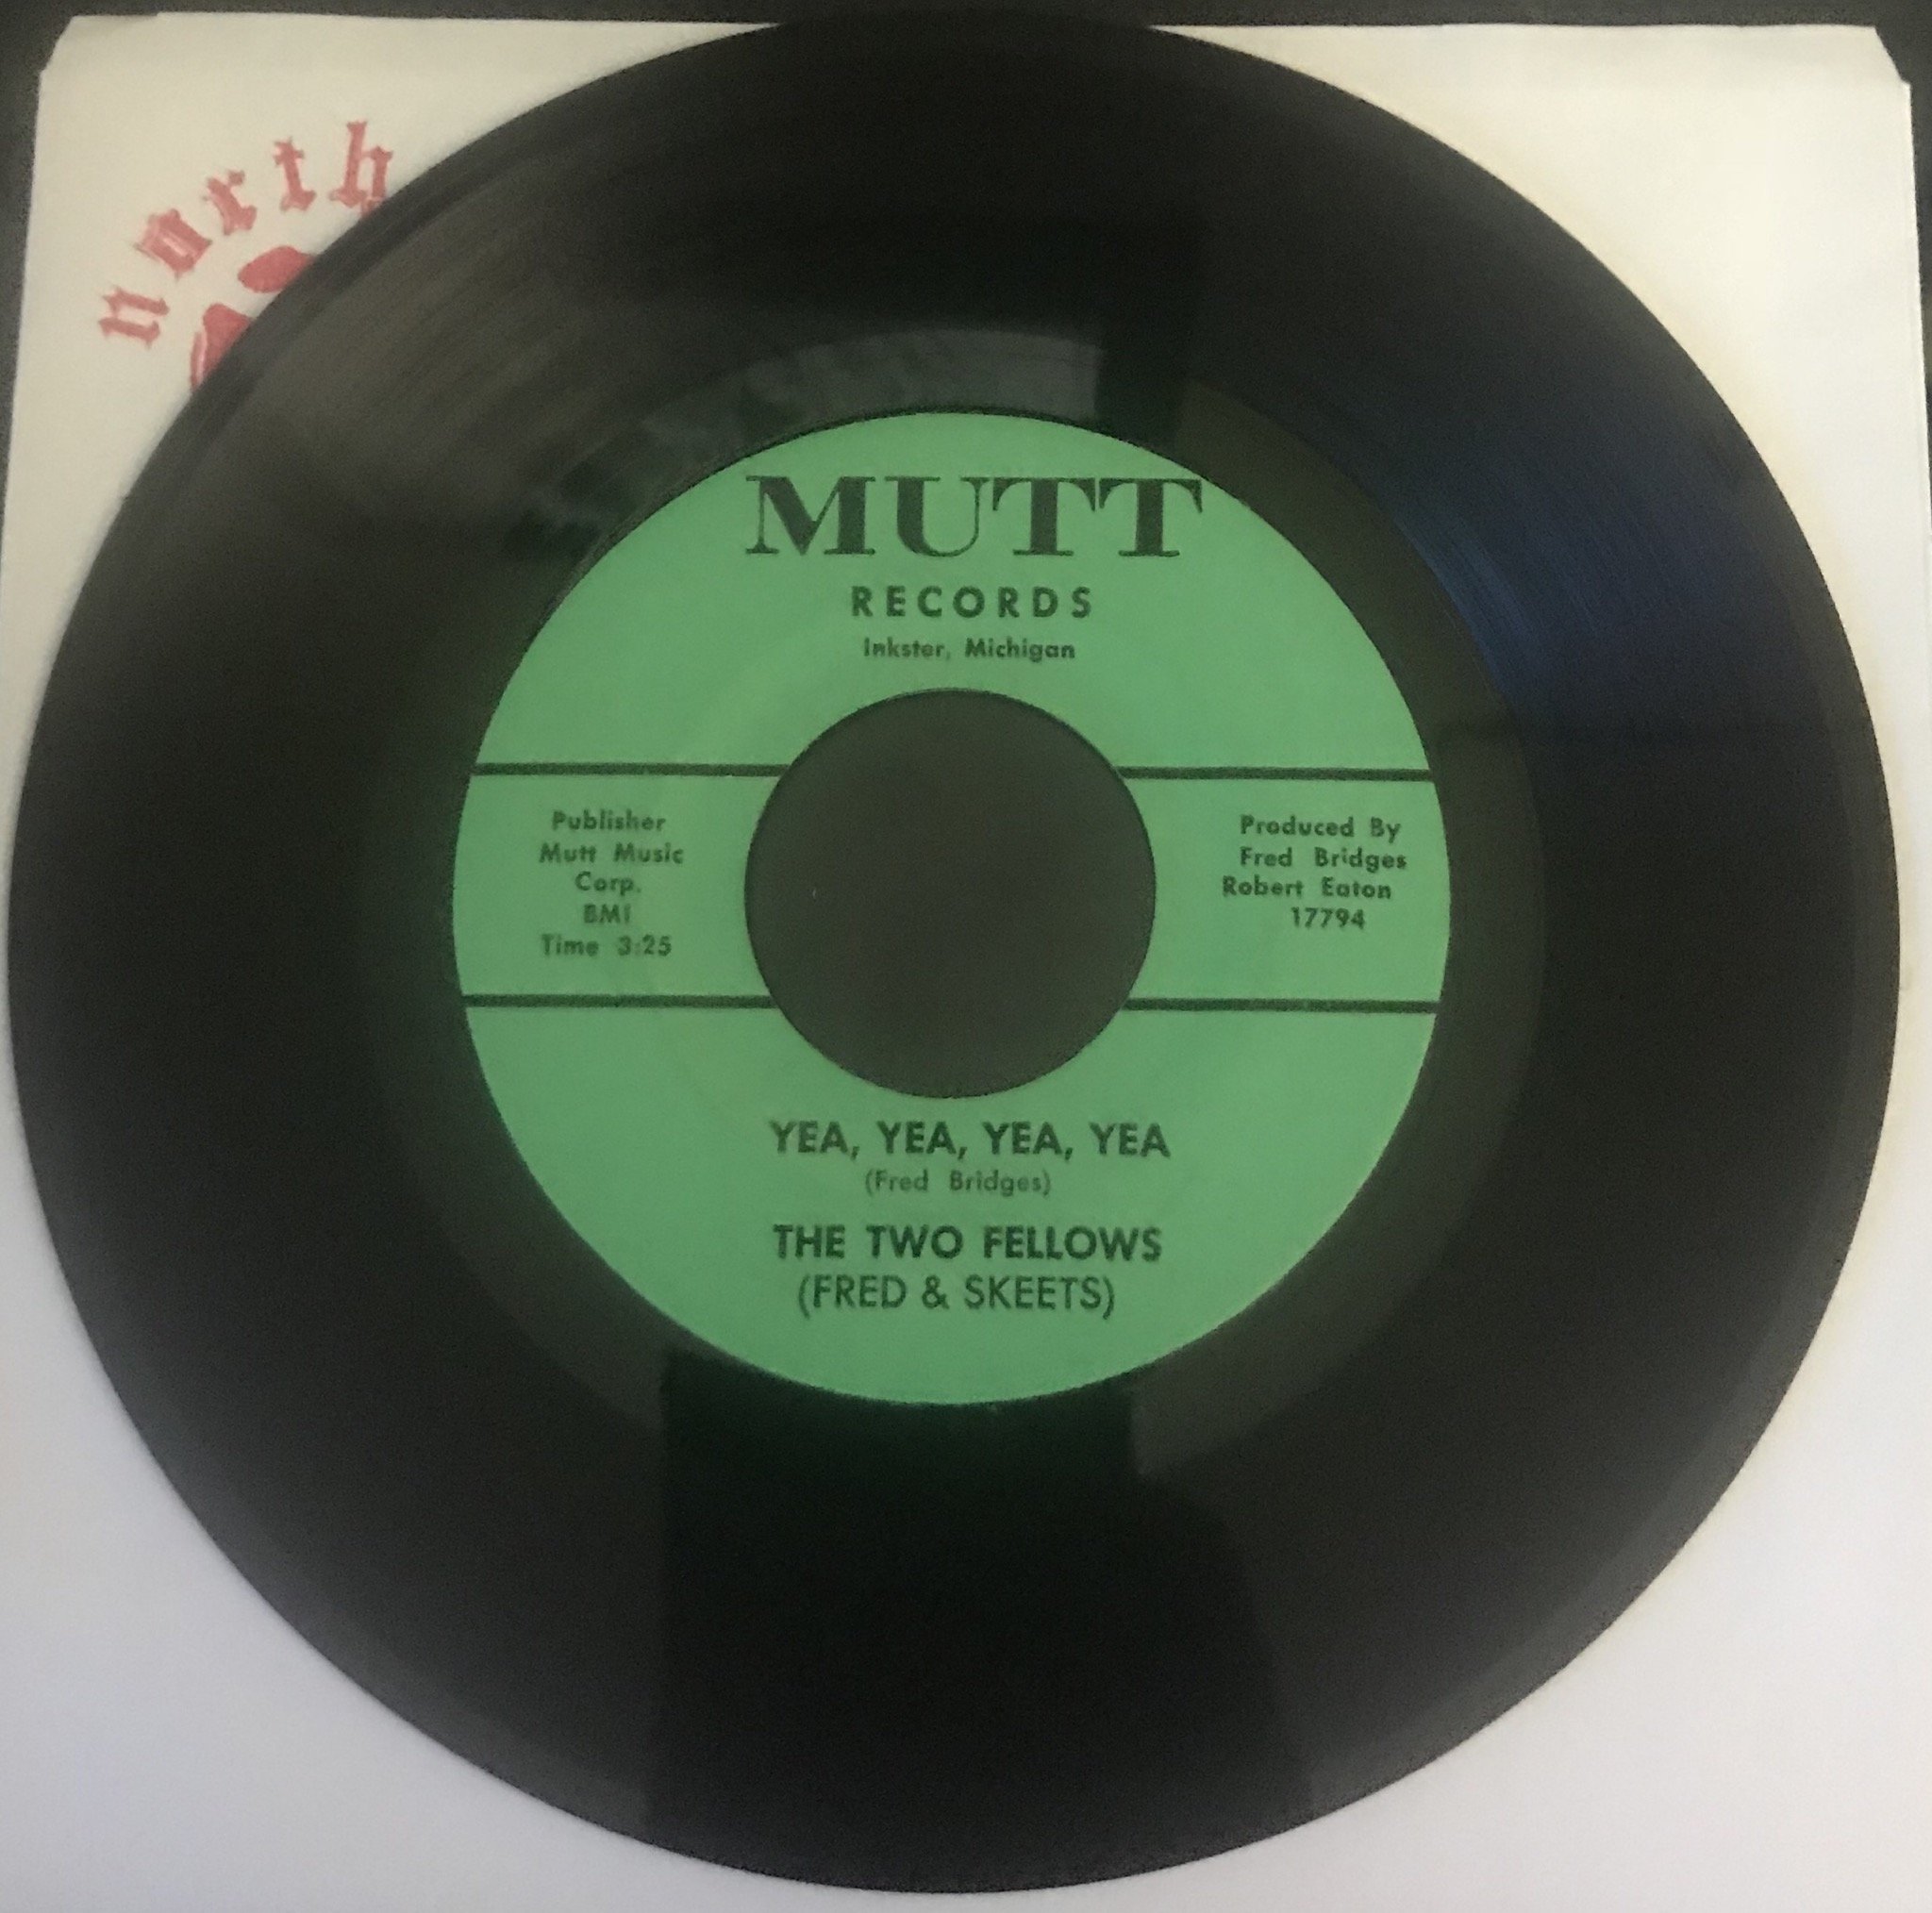 north
MUTT
RECORDS
Inkster, Michigan
Publisher
Mutt Music
Corp.
BMI
Time 3:25
Produced By
Fred Bridges
Robert Eaton
17794
YEA, YEA, YEA, YEA
(Fred Bridges)
THE TWO FELLOWS
(FRED & SKEETS)